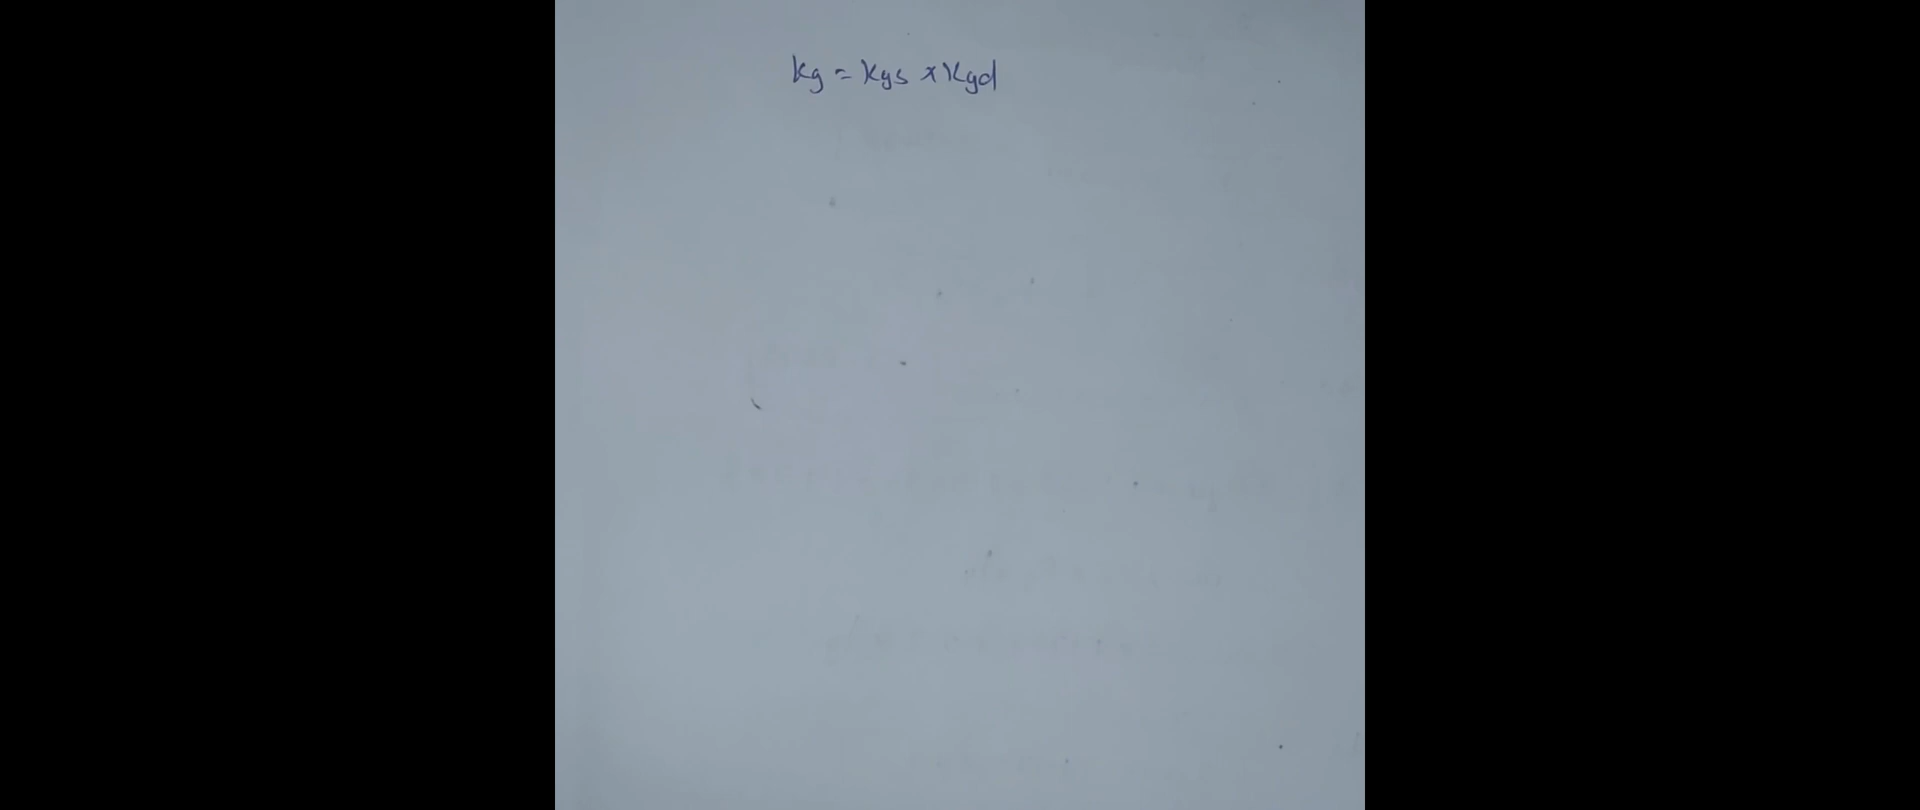 Kg = Kgs × Kgd